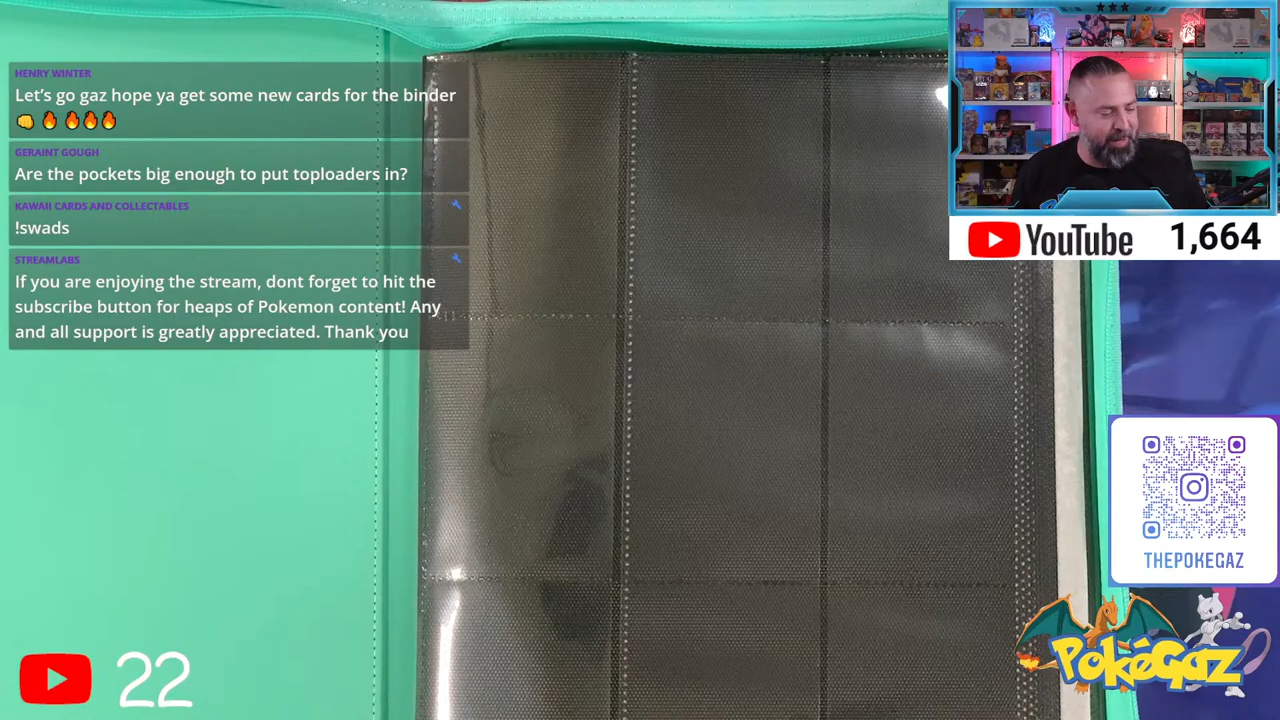 HENRY WINTER
Let's go gaz hope ya get some new cards for the binder
👊 🔥 🔥🔥🔥
GERAINT GOUGH
Are the pockets big enough to put toploaders in?
KAWAII CARDS AND COLLECTABLES
!swads
STREAMLABS
If you are enjoying the stream, dont forget to hit the
subscribe button for heaps of Pokemon content! Any
and all support is greatly appreciated. Thank you
YouTube 1,664
THEPOKEGAZ
PokéGaz
22